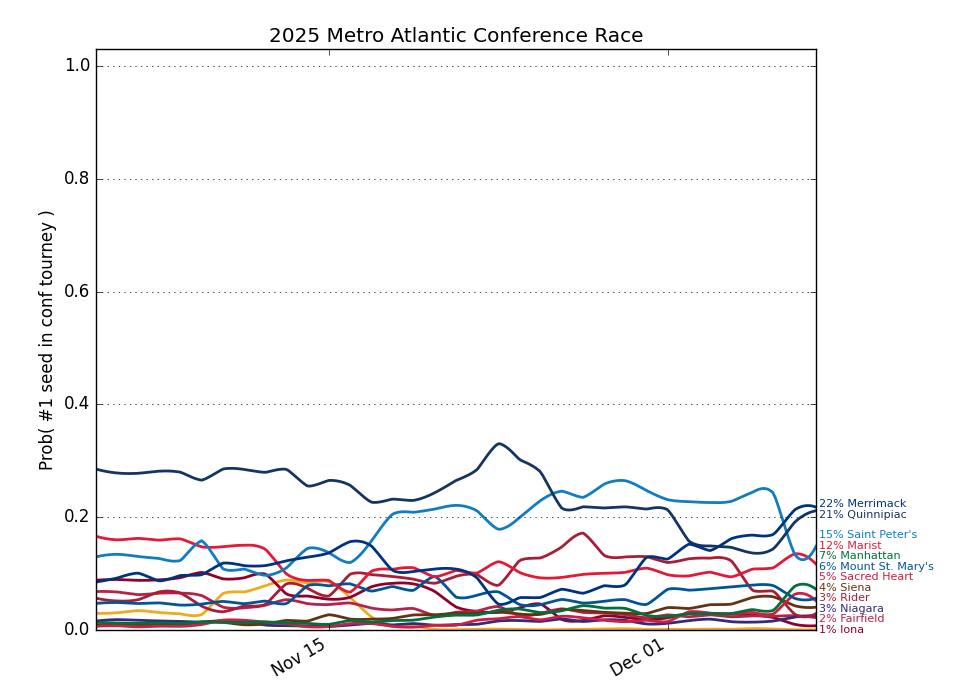 2025 Metro Atlantic Conference Race
Prob( #1 seed in conf tourney )
1.0
0.8
0.6
0.4
0.2
0.0
Nov 15
Dec 01
22% Merrimack
21% Quinnipiac
15% Saint Peter's
12% Marist
7% Manhattan
6% Mount St. Mary's
5% Sacred Heart
4% Siena
3% Rider
3% Niagara
2% Fairfield
1% Iona